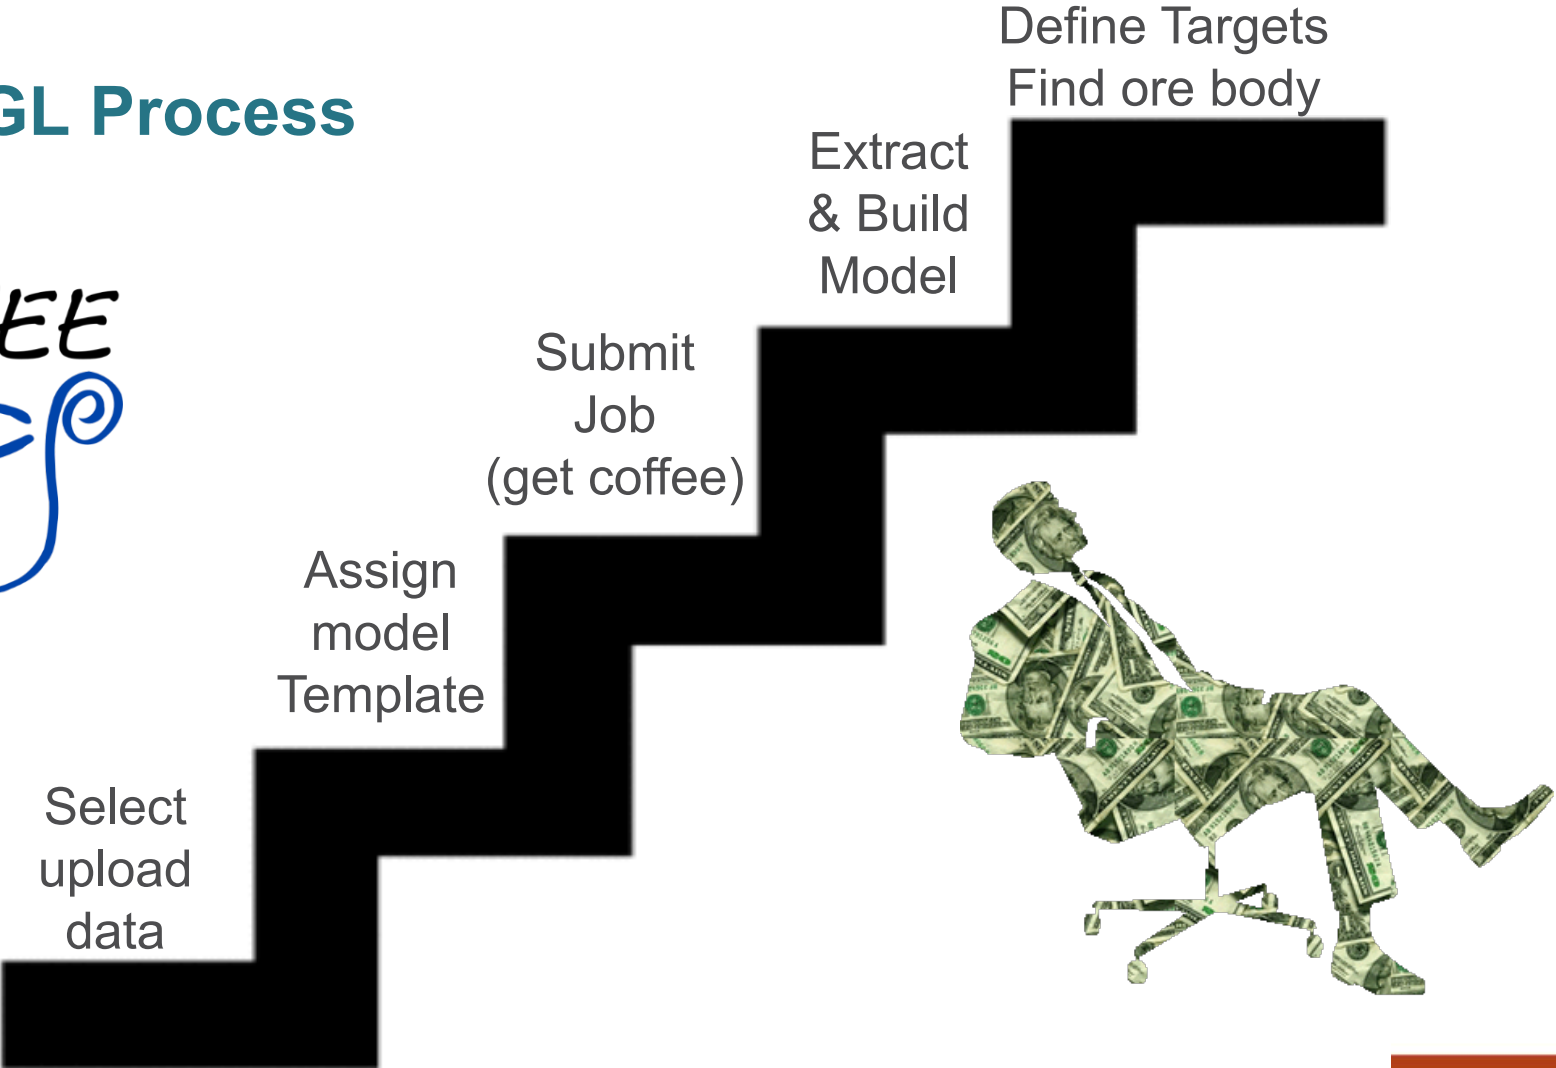 GL Process
Define Targets
Find ore body
Extract
& Build
Model
EE
Submit
Job
(get coffee)
Assign
model
Template
Select
upload
data